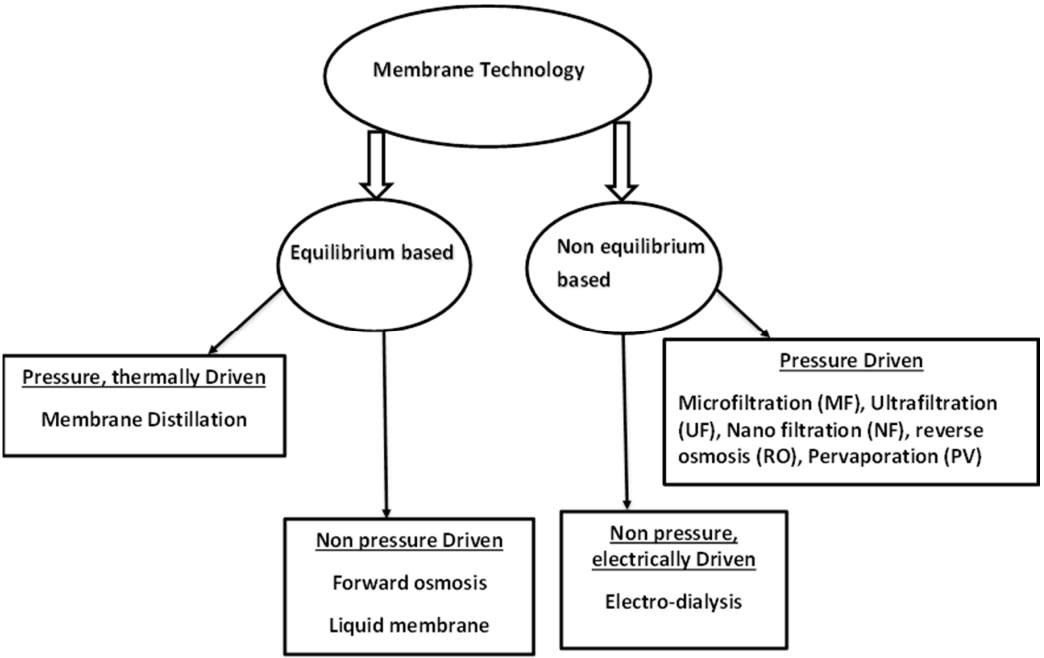 Membrane Technology
Equilibrium based
Non equilibrium
based
Pressure, thermally Driven
Membrane Distillation
Pressure Driven
Microfiltration (MF), Ultrafiltration
(UF), Nano filtration (NF), reverse
osmosis (RO), Pervaporation (PV)
Non pressure Driven
Forward osmosis
Liquid membrane
Non pressure,
electrically Driven
Electro-dialysis